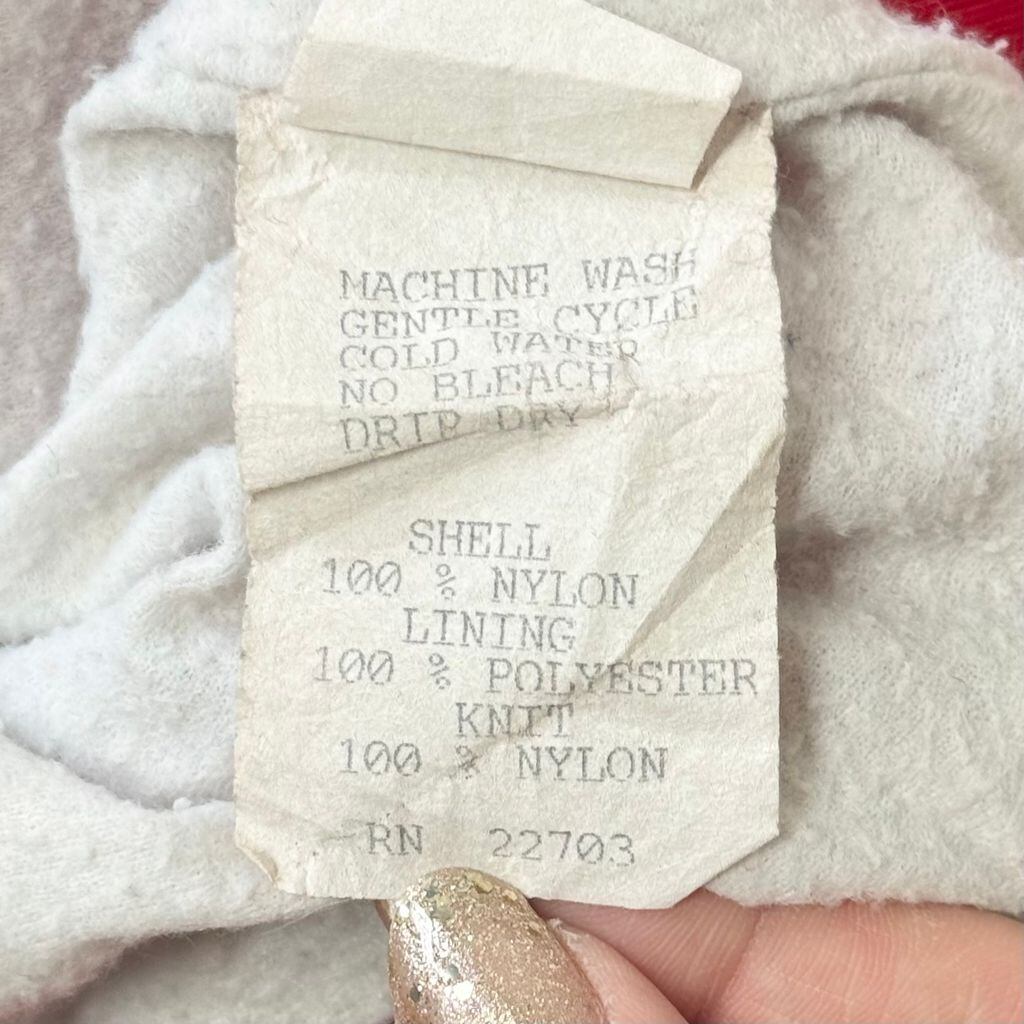 MACHINE WASH
GENTLE CYCLE
COLD WATER
NO BLEACH
DRIP DRY
SHELL
100 % NYLON
LINING
100 % POLYESTER
KNIT
100 % NYLON
RN 22703